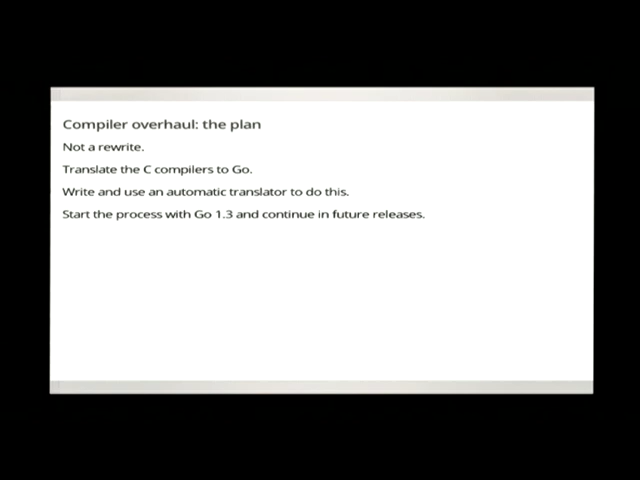 Compiler overhaul: the plan
Not a rewrite.
Translate the C compilers to Go.
Write and use an automatic translator to do this.
Start the process with Go 1.3 and continue in future releases.